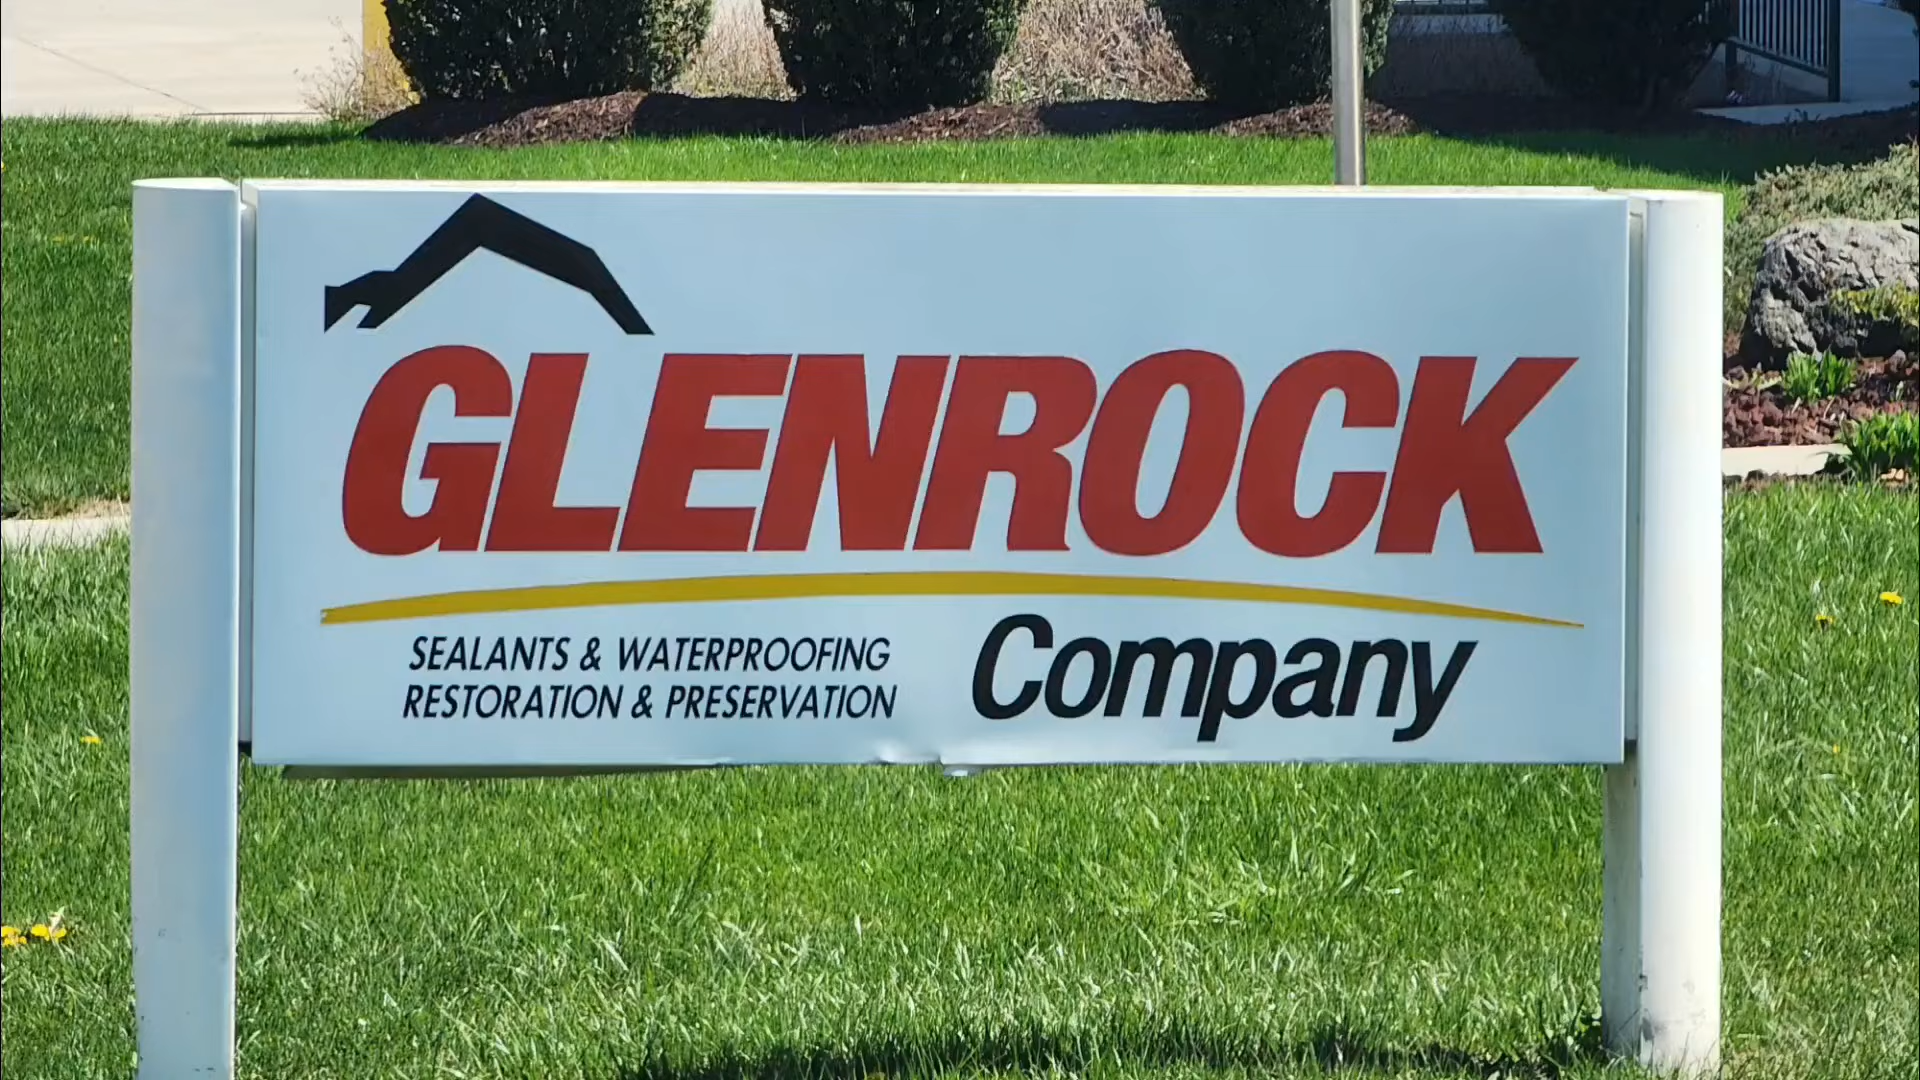 GLENROCK
Company
SEALANTS & WATERPROOFING
RESTORATION & PRESERVATION